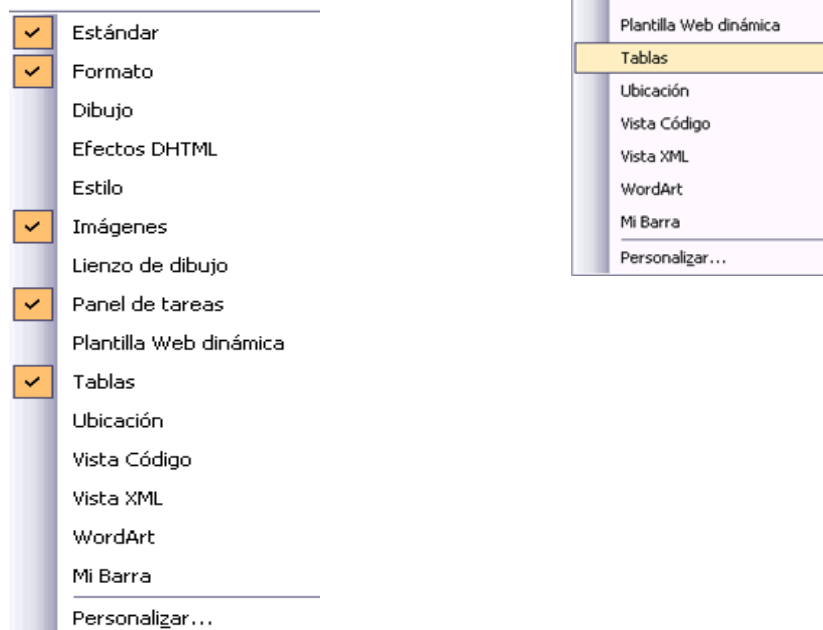 Estándar
Formato
Dibujo
Efectos DHTML
Estilo
Imágenes
Lienzo de dibujo
Panel de tareas
Plantilla Web dinámica
Tablas
Ubicación
Vista Código
Vista XML
WordArt
Mi Barra
Personalizar...
Plantilla Web dinámica
Tablas
Ubicación
Vista Código
Vista XML
WordArt
Mi Barra
Personalizar...